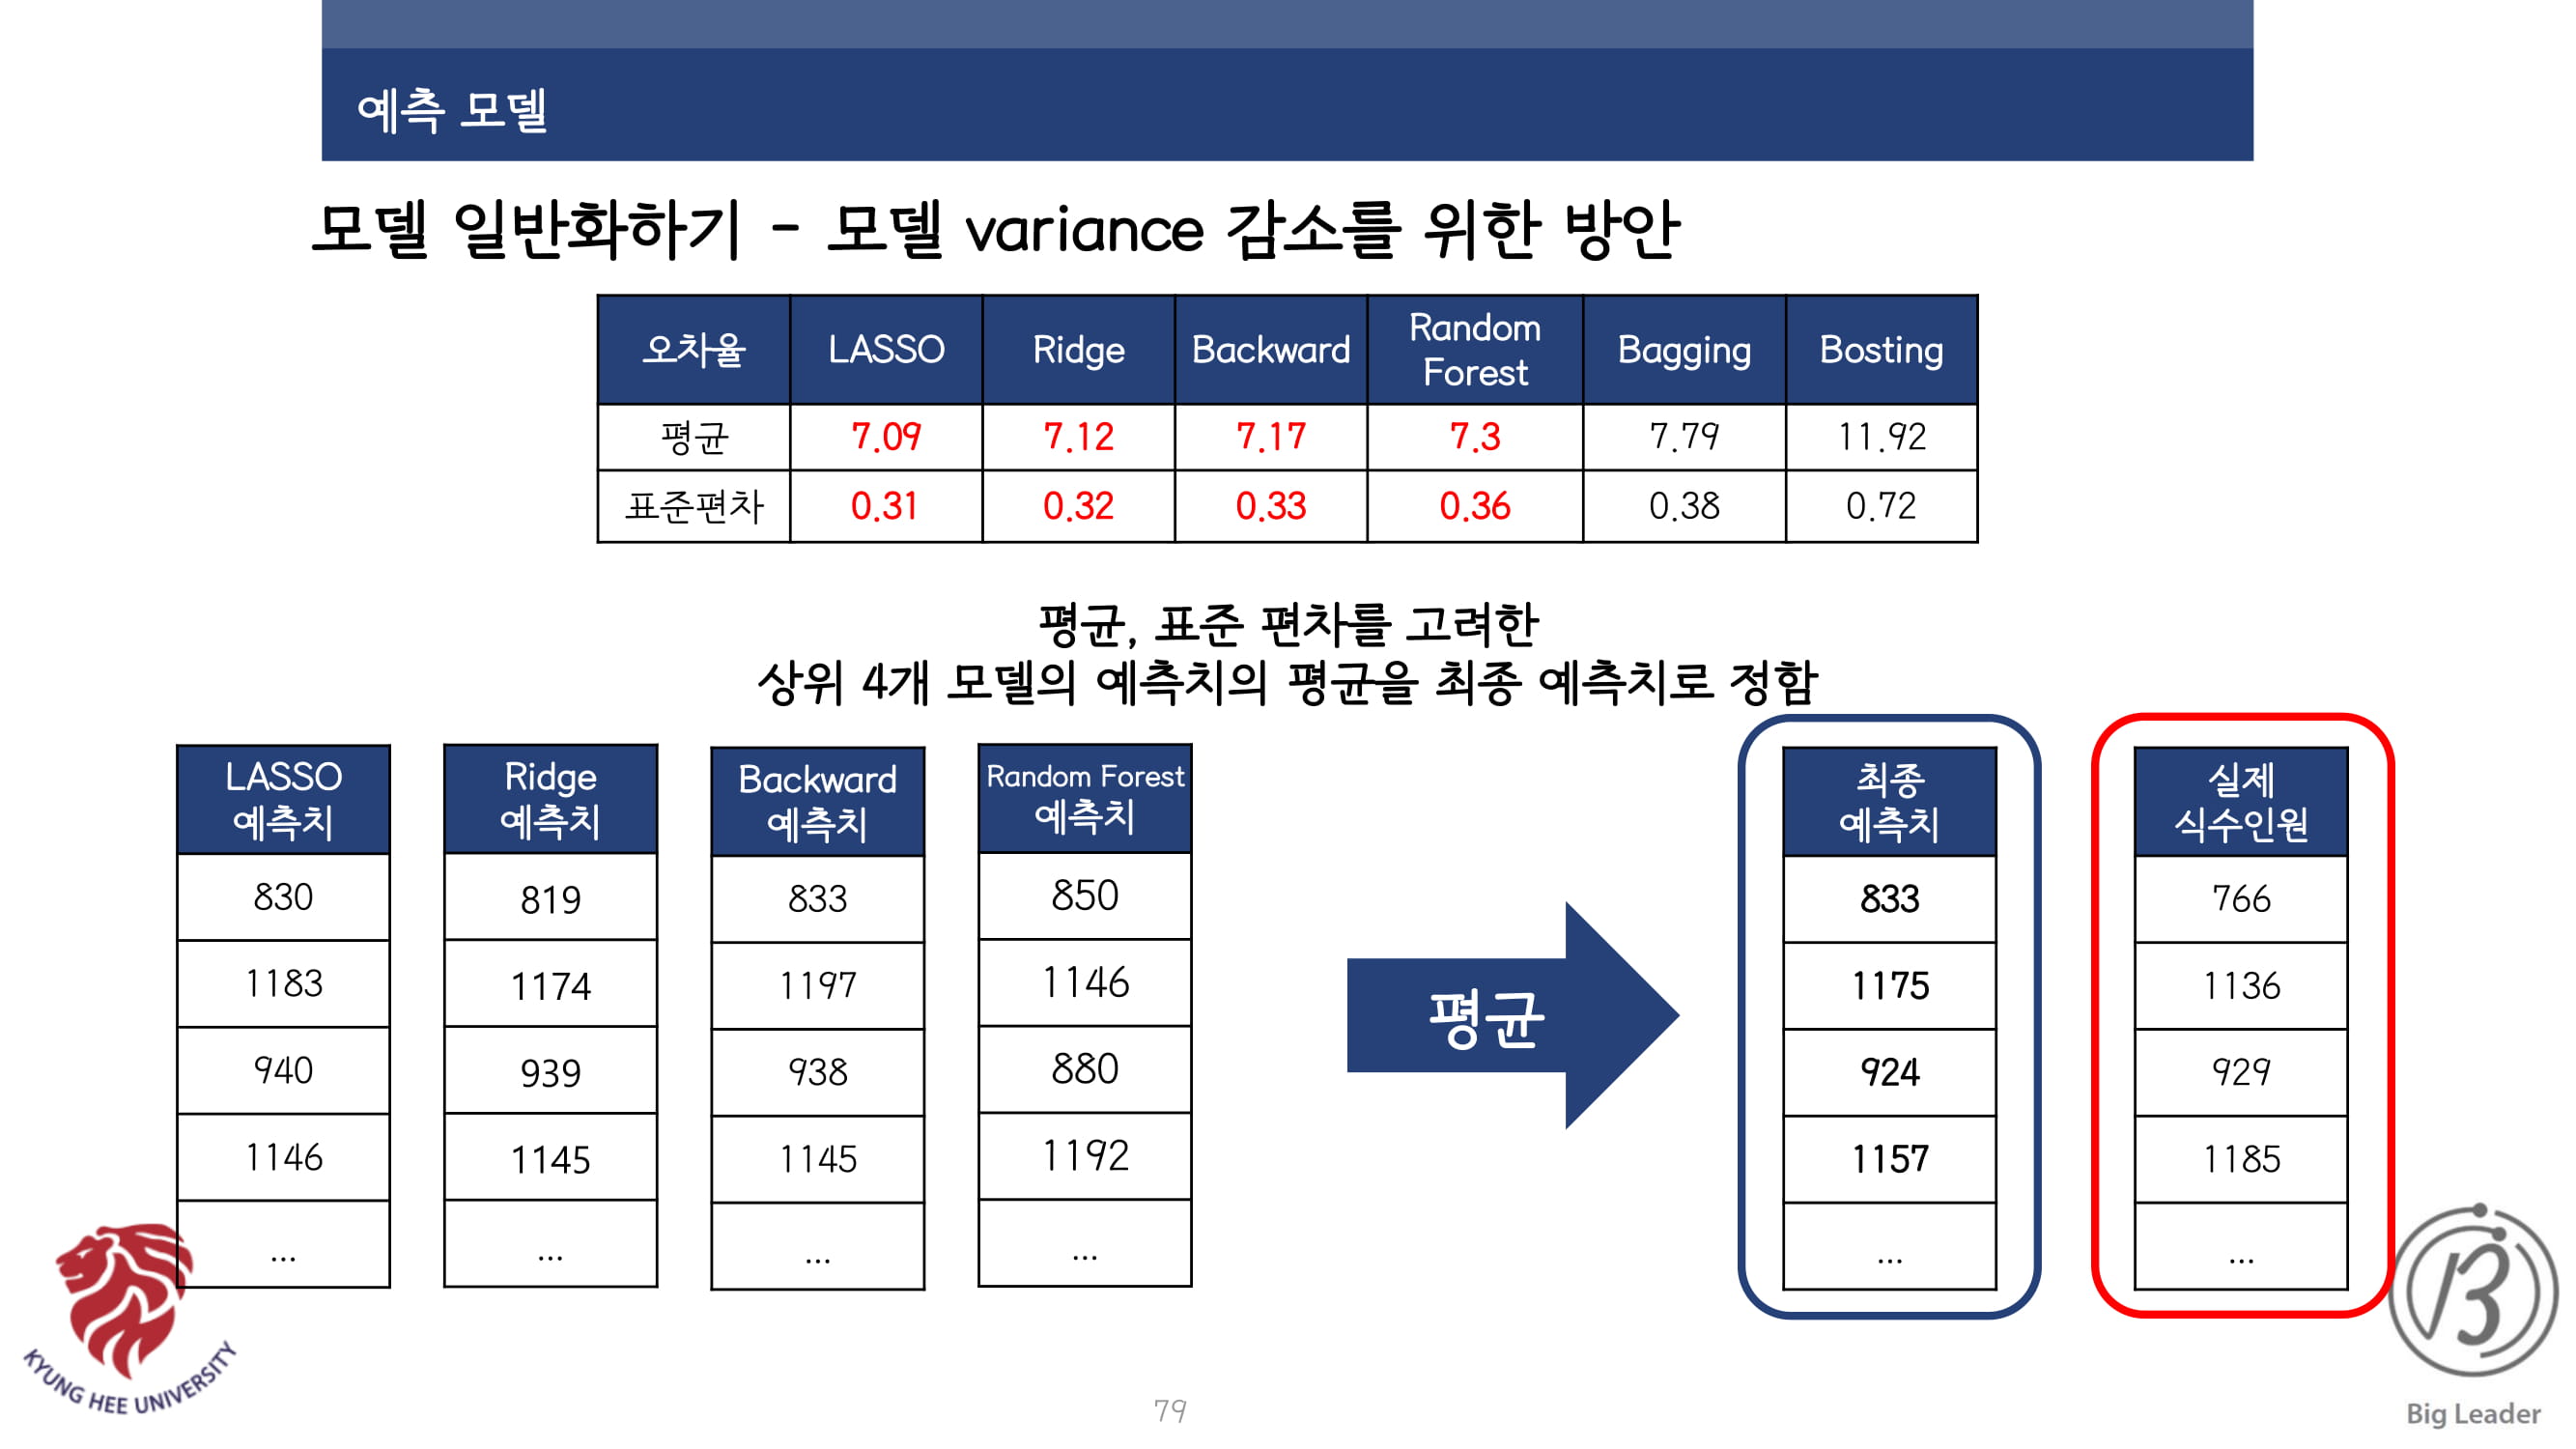 예측 모델
모델 일반화하기 - 모델 variance 감소를 위한 방안
오차율 LASSO Ridge Backward Random Forest Bagging Bosting
평균 7.09 7.12 7.17 7.3 7.79 11.92
표준편차 0.31 0.32 0.33 0.36 0.38 0.72
평균, 표준 편차를 고려한
상위 4개 모델의 예측치의 평균을 최종 예측치로 정함
LASSO
예측치
830
1183
940
1146
...
Ridge
예측치
819
1174
939
1145
...
Backward
예측치
833
1197
938
1145
...
Random Forest
예측치
850
1146
880
1192
...
평균
최종
예측치
833
1175
924
1157
...
실제
식수인원
766
1136
929
1185
...
KYUNG HEE UNIVERSITY
79
B
Big Leader